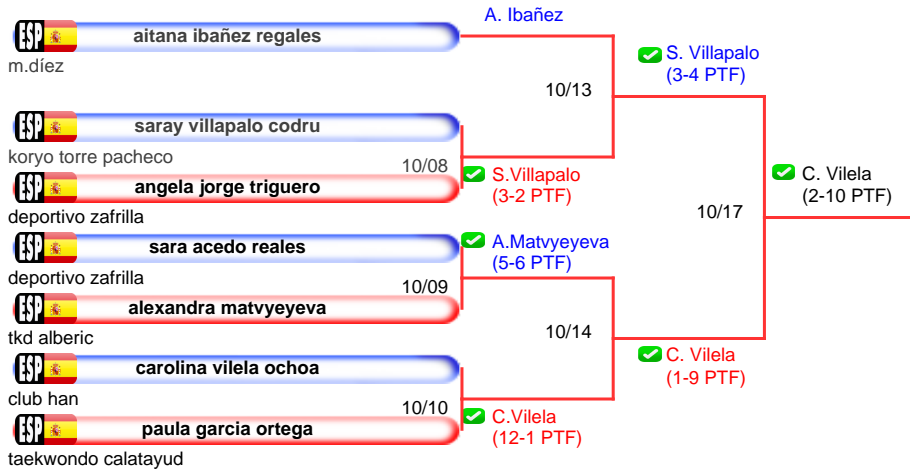 A. Ibañez
ESP aitana ibañez regales
m.díez
S. Villapalo
(3-4 PTF)
10/13
ESP saray villapalo codru
koryo torre pacheco
10/08
S.Villapalo
(3-2 PTF)
ESP angela jorge triguero
deportivo zafrilla
C. Vilela
(2-10 PTF)
10/17
ESP sara acedo reales
deportivo zafrilla
A.Matvyeyeva
(5-6 PTF)
10/09
ESP alexandra matvyeyeva
tkd alberic
10/14
C. Vilela
(1-9 PTF)
ESP carolina vilela ochoa
club han
10/10
C.Vilela
(12-1 PTF)
ESP paula garcia ortega
taekwondo calatayud